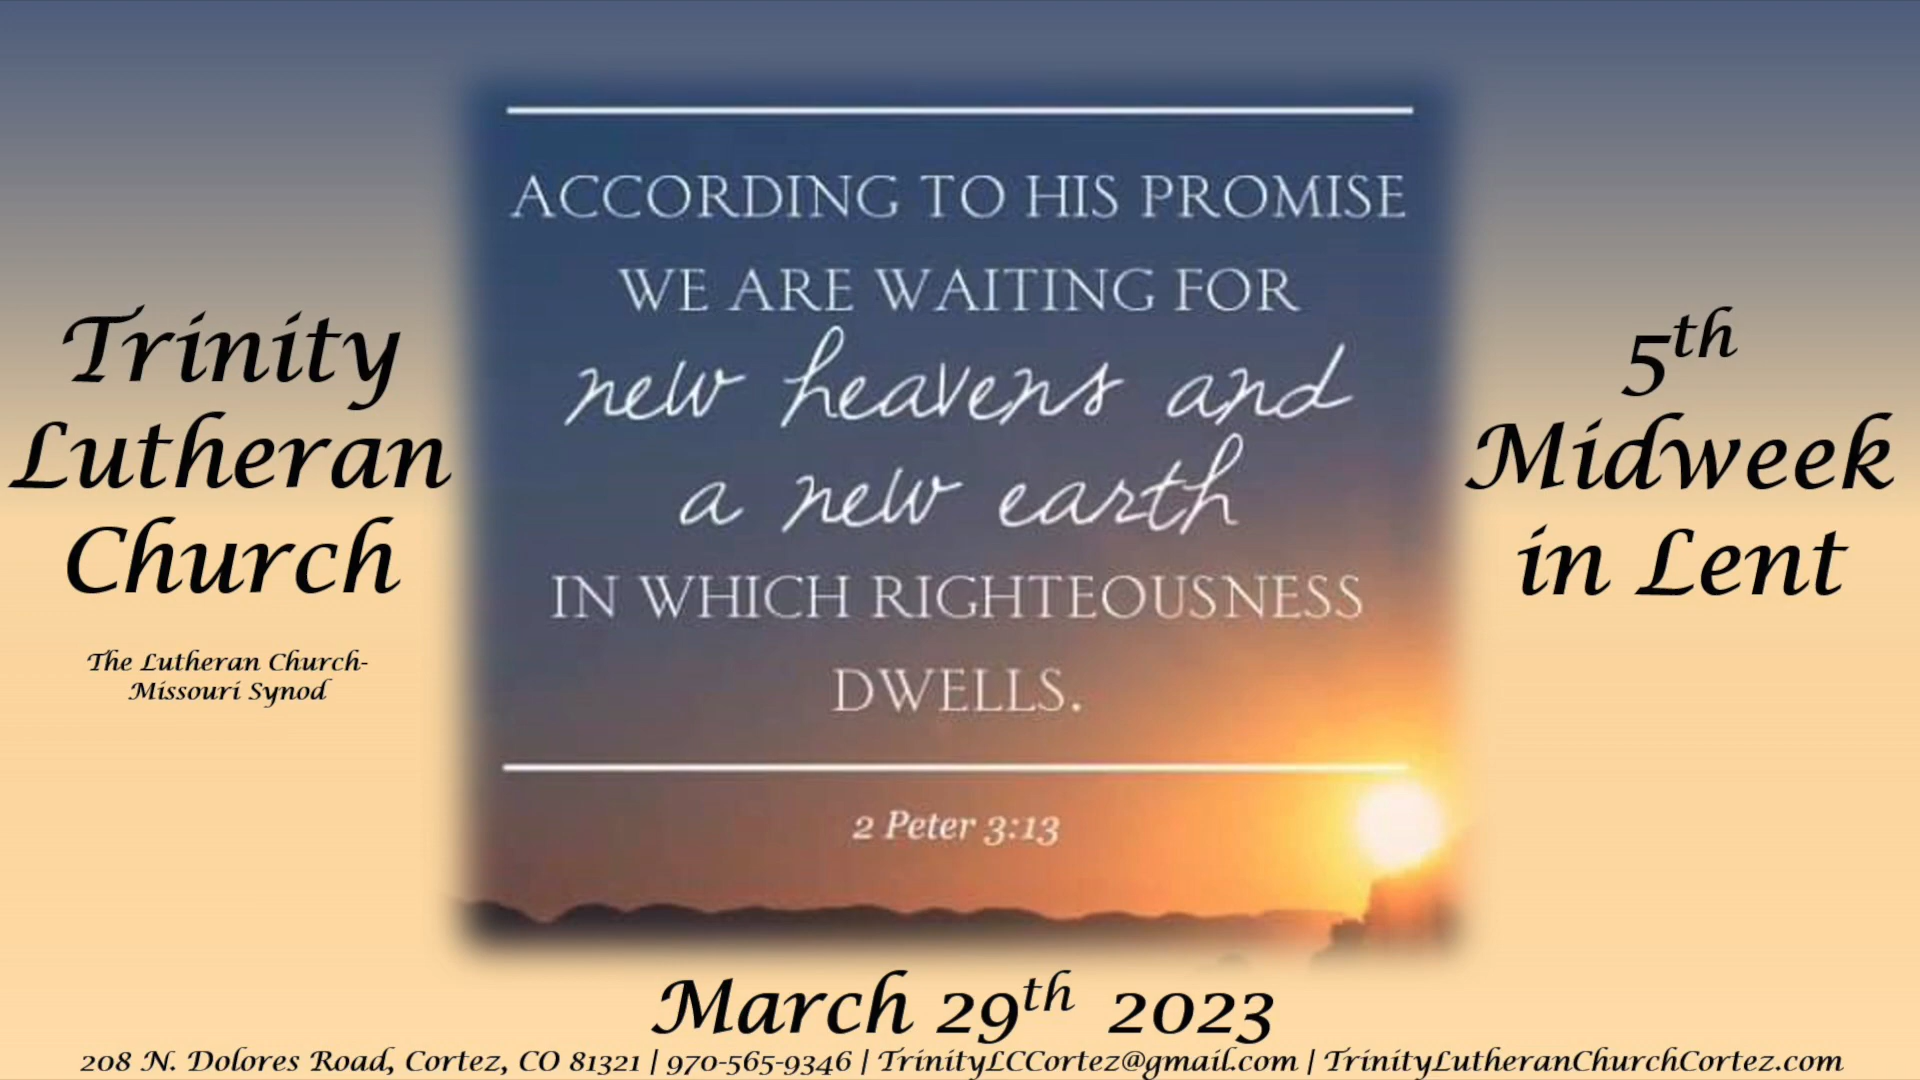 Trinity
Lutheran
Church
The Lutheran Church-
Missouri Synod
ACCORDING TO HIS PROMISE
WE ARE WAITING FOR
new heavens and
a new earth
IN WHICH RIGHTEOUSNESS
DWELLS.
2 Peter 3:13
5th
Midweek
in Lent
March 29th 2023
208 N. Dolores Road, Cortez, CO 81321 | 970-565-9346 | TrinityLCCortez@gmail.com | TrinityLutheranChurchCortez.com